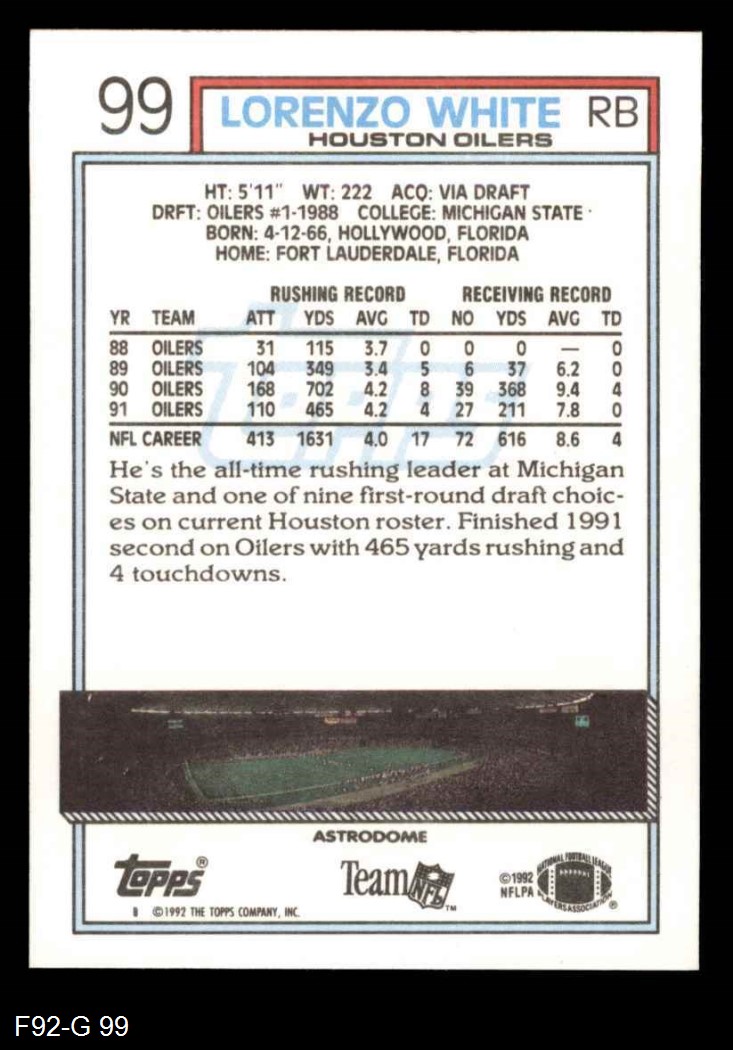 99 LORENZO WHITE RB
HOUSTON OILERS
HT: 5'11" WT: 222 ACQ: VIA DRAFT
DRFT: OILERS #1-1988 COLLEGE: MICHIGAN STATE
BORN: 4-12-66, HOLLYWOOD, FLORIDA
HOME: FORT LAUDERDALE, FLORIDA
RUSHING RECORD RECEIVING RECORD
YR TEAM ATT YDS AVG TD NO YDS AVG TD
88 OILERS 31 115 3.7 0 0 0 — 0
89 OILERS 104 349 3.4 5 6 37 6.2 0
90 OILERS 168 702 4.2 8 39 368 9.4 4
91 OILERS 110 465 4.2 4 27 211 7.8 0
NFL CAREER 413 1631 4.0 17 72 616 8.6 4
He's the all-time rushing leader at Michigan
State and one of nine first-round draft choic-
es on current Houston roster. Finished 1991
second on Oilers with 465 yards rushing and
4 touchdowns.
ASTRODOME
Topps®
Team NFL™
©1992
NFLPA
NATIONAL FOOTBALL LEAGUE
PLAYERS ASSOCIATION®
©1992 THE TOPPS COMPANY, INC.
F92-G 99